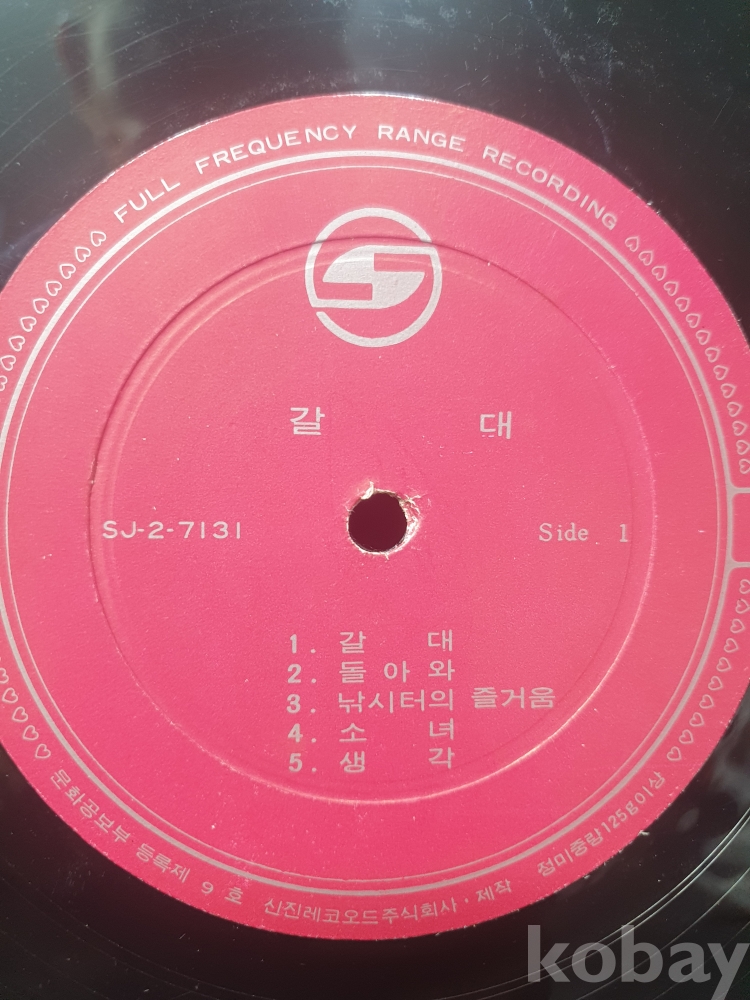 FULL FREQUENCY RANGE RECORDING
갈 대
SJ-2-7131
Side 1
1. 갈 대
2. 돌 아 와
3. 낚시터의 즐거움
4. 소 녀
5. 생 각
문화공보부 등록제 9 호 신진레코오드주식회사·제작 정미중량125g이상
kobay